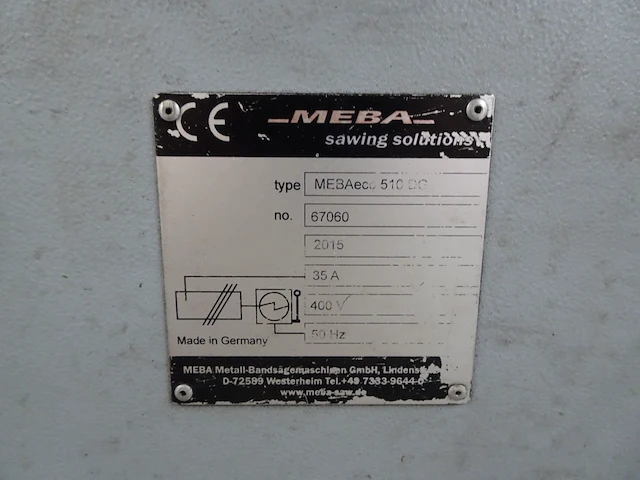 CE MEBA
sawing solutions
type MEBAeco 510 DG
no. 67060
2015
35 A
400 V
50 Hz
Made in Germany
MEBA Metall-Bandsägemaschinen GmbH,
D-72599 Westerheim Tel.+49 7333-9644-0
www.meba-saw.de